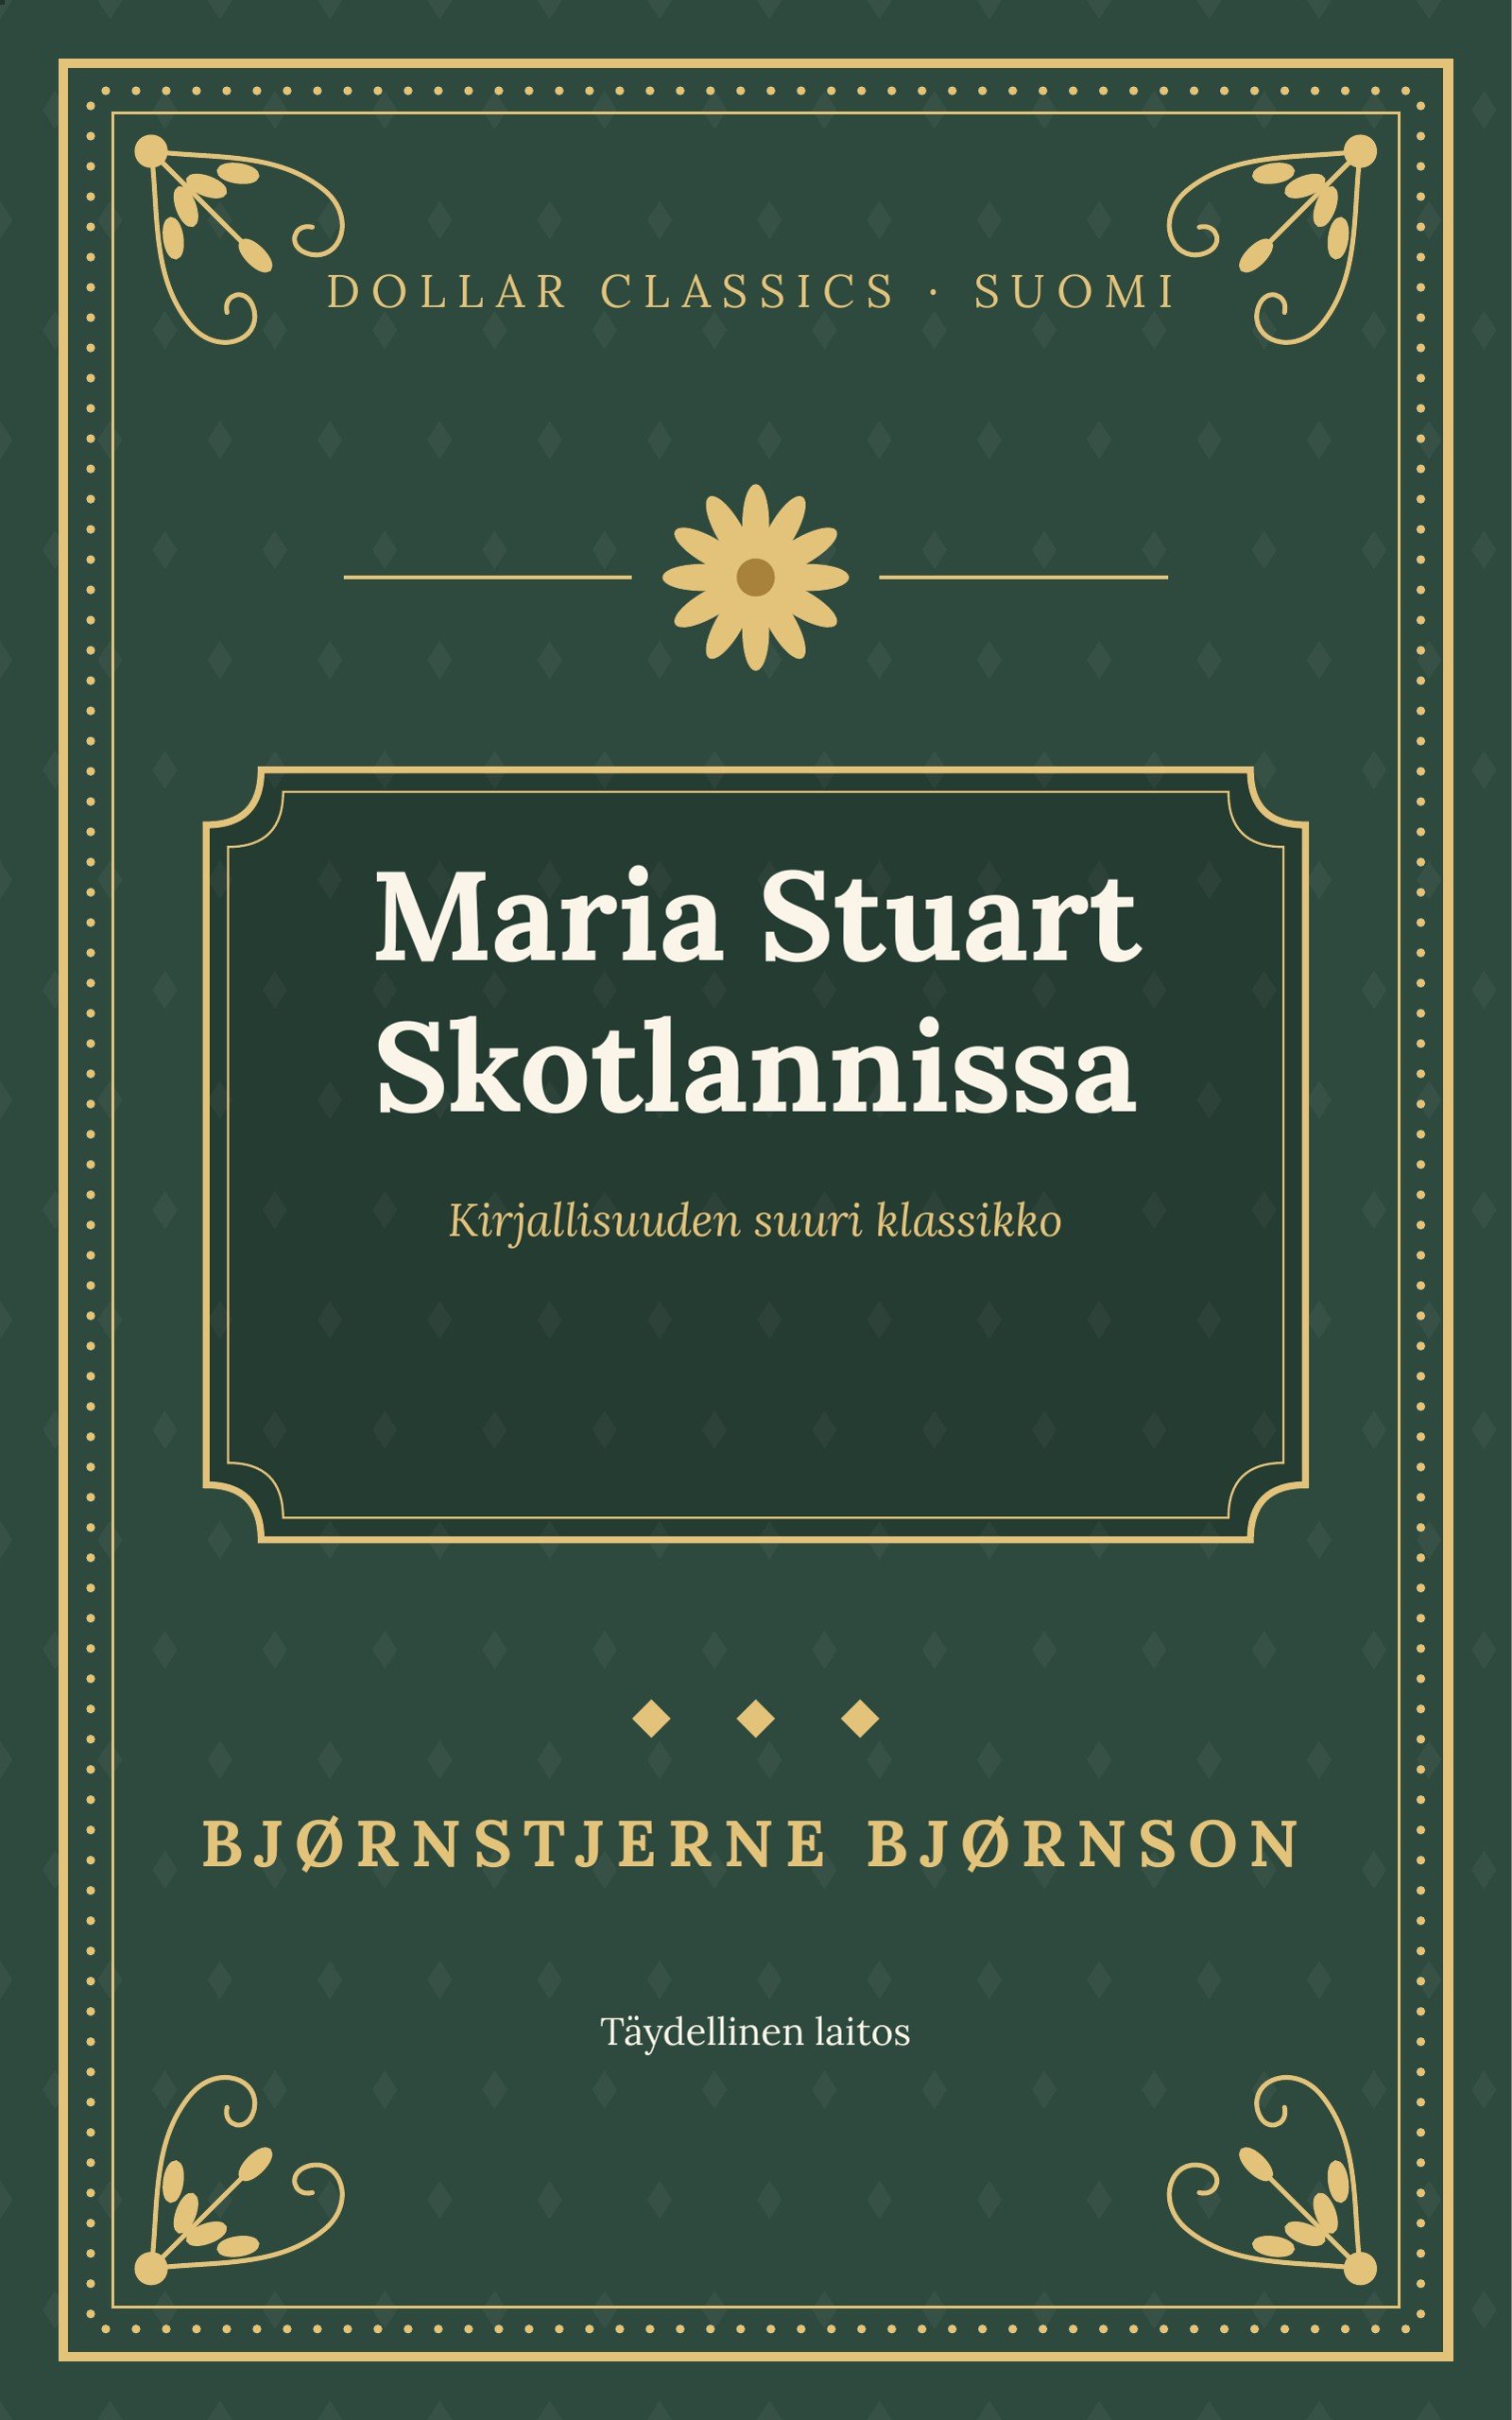 DOLLAR CLASSICS · SUOMI
Maria Stuart
Skotlannissa
Kirjallisuuden suuri klassikko
BJØRNSTJERNE BJØRNSON
Täydellinen laitos